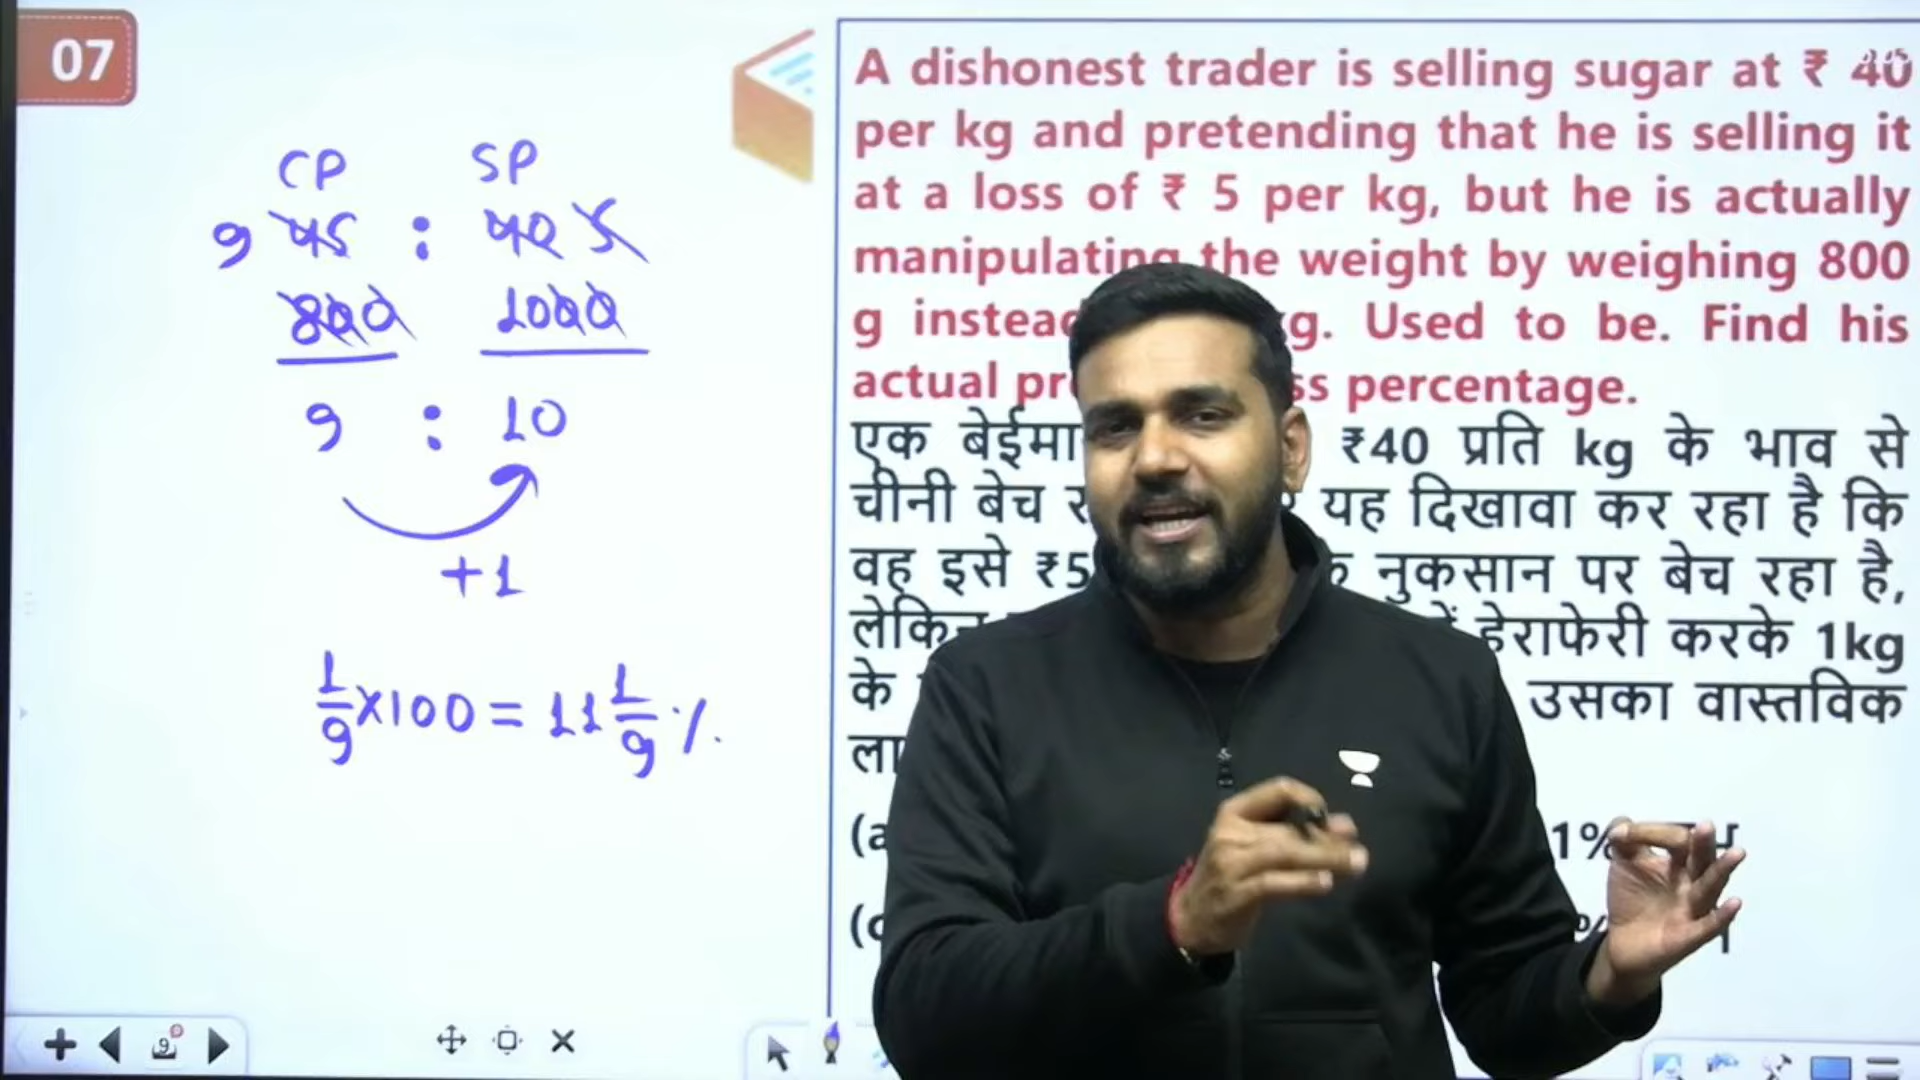 07
CP SP
9 45 : 40 5
800 1000
9 : 10
+1
1/9 × 100 = 11 1/9 %.
A dishonest trader is selling sugar at ₹ 40
per kg and pretending that he is selling it
at a loss of ₹ 5 per kg, but he is actually
manipulating the weight by weighing 800
g kg. Used to be. Find his
actual percentage.
एक ₹40 प्रति kg के भाव से
चीनी बेच यह दिखावा कर रहा है कि
वह इसे ₹5 नुकसान पर बेच रहा है,
हेराफेरी करके 1kg
के उसका वास्तविक
9